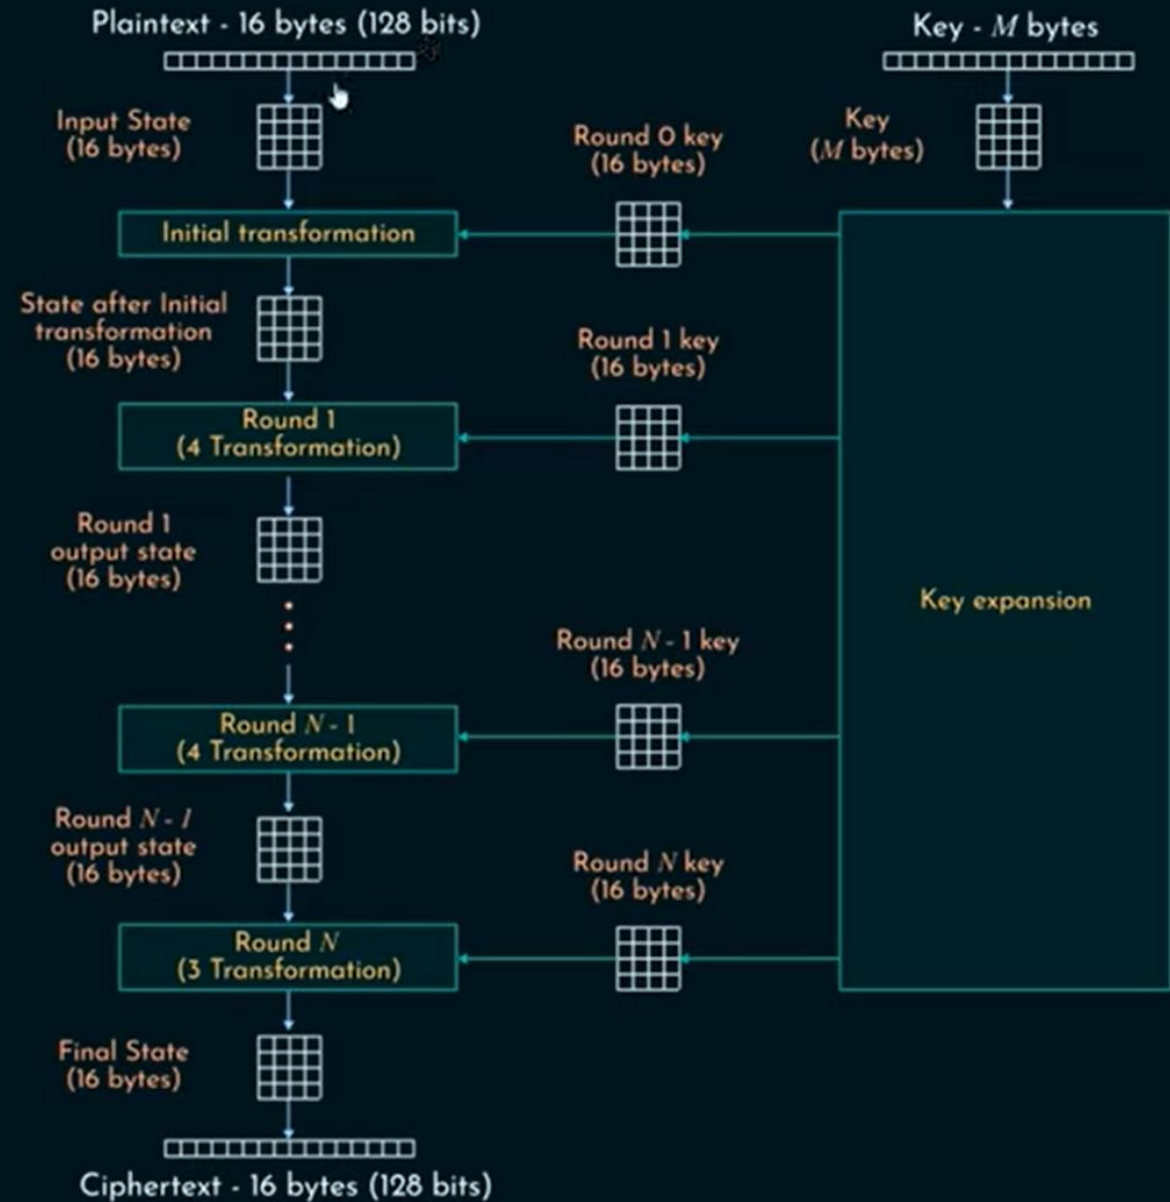 Plaintext - 16 bytes (128 bits)
Key - M bytes
Input State
(16 bytes)
Round 0 key
(16 bytes)
Key
(M bytes)
Initial transformation
State after Initial
transformation
(16 bytes)
Round 1 key
(16 bytes)
Round 1
(4 Transformation)
Round 1
output state
(16 bytes)
Key expansion
Round N - 1 key
(16 bytes)
Round N - 1
(4 Transformation)
Round N - 1
output state
(16 bytes)
Round N key
(16 bytes)
Round N
(3 Transformation)
Final State
(16 bytes)
Ciphertext - 16 bytes (128 bits)